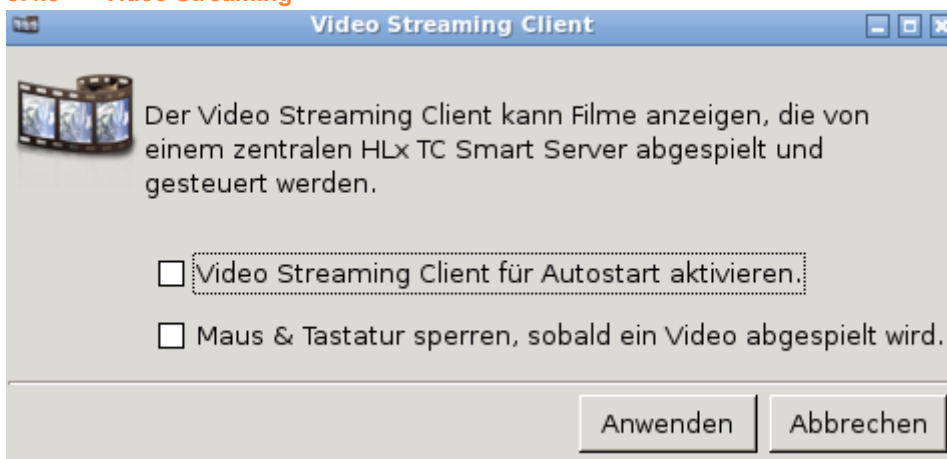 Video Streaming
Video Streaming Client
Der Video Streaming Client kann Filme anzeigen, die von
einem zentralen HLx TC Smart Server abgespielt und
gesteuert werden.
Video Streaming Client für Autostart aktivieren.
Maus & Tastatur sperren, sobald ein Video abgespielt wird.
Anwenden
Abbrechen